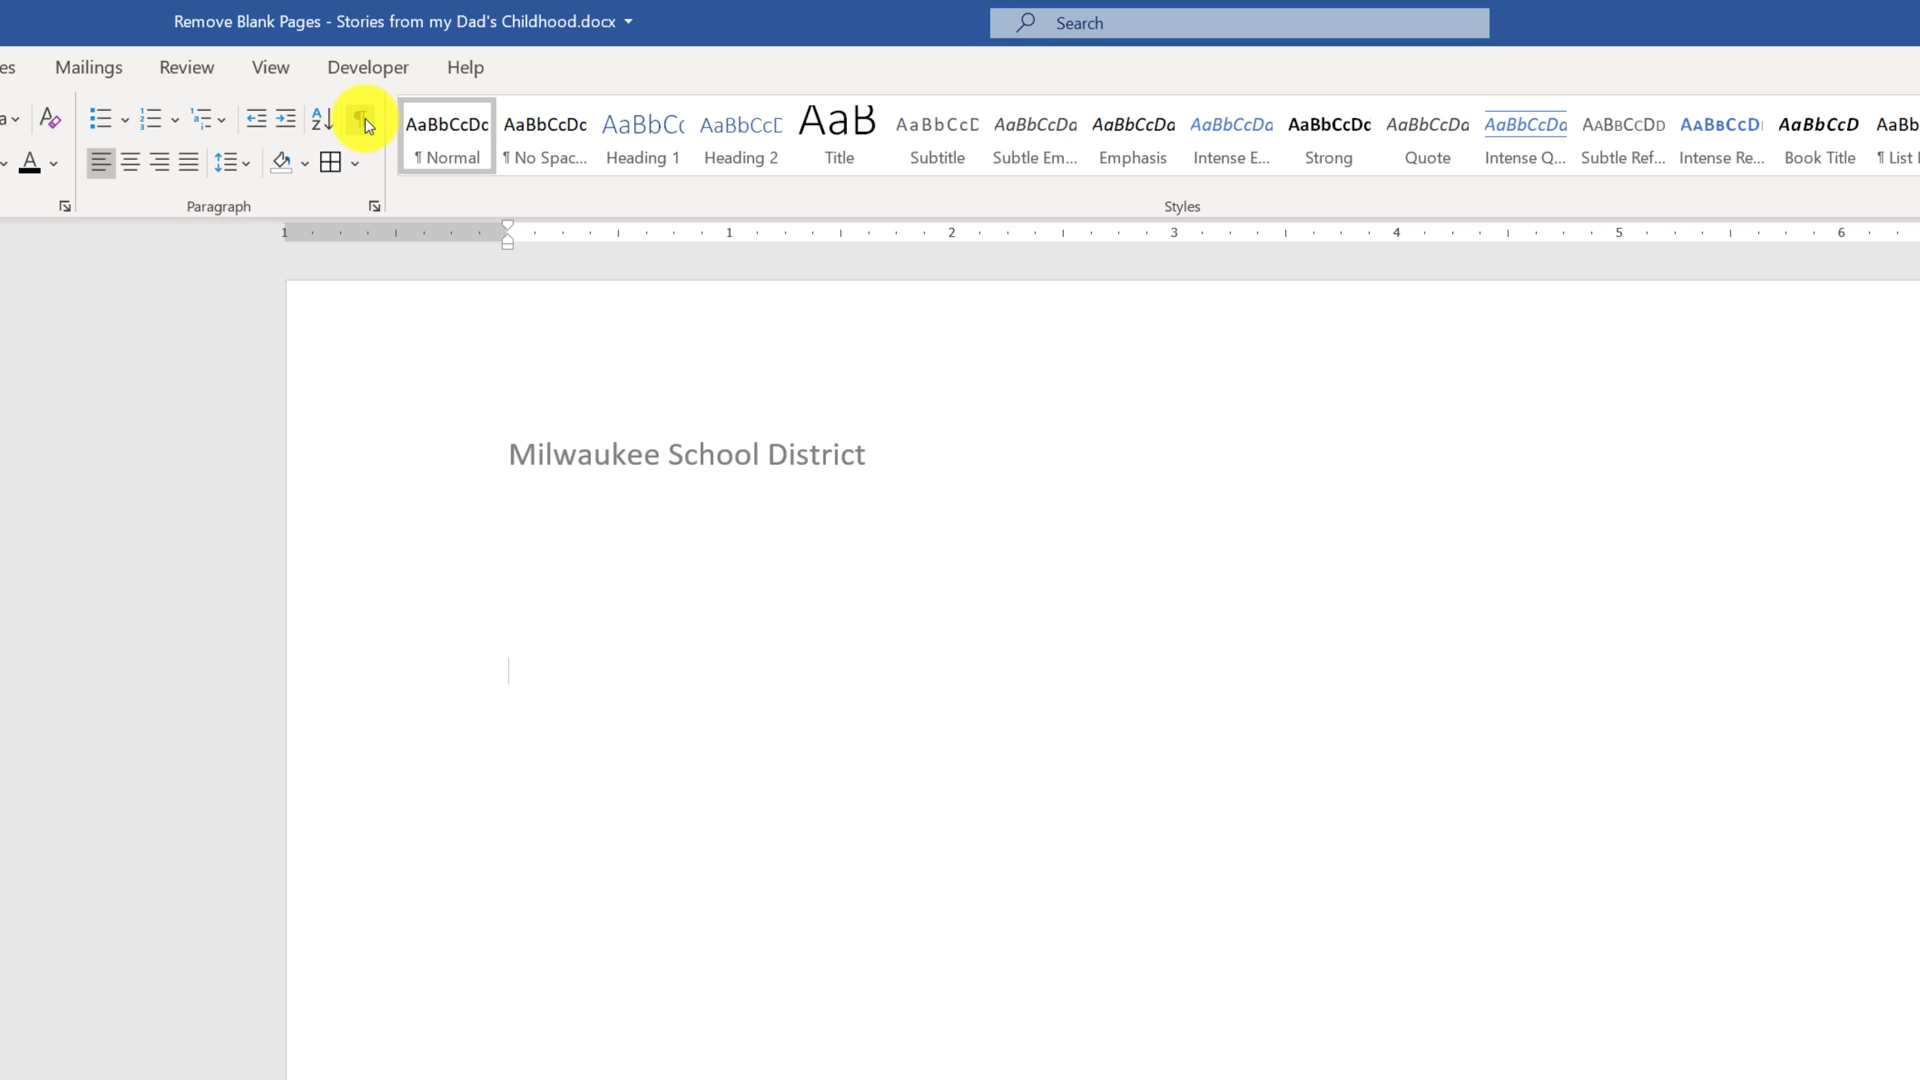 Remove Blank Pages - Stories from my Dad's Childhood.docx
Search
es Mailings Review View Developer Help
AaBbCcDc AaBbCcDc AaBbCc AaBbCcD AaB AaBbCcD AaBbCcDa AaBbCcDa AaBbCcDa AaBbCcDc AaBbCcDa AaBbCcDa AaBbCcDd AaBbCcD AaBbCcD AaBb
¶ Normal ¶ No Spac... Heading 1 Heading 2 Title Subtitle Subtle Em... Emphasis Intense E... Strong Quote Intense Q... Subtle Ref... Intense Re... Book Title ¶ List
Paragraph Styles
1 1 2 3 4 5 6
Milwaukee School District